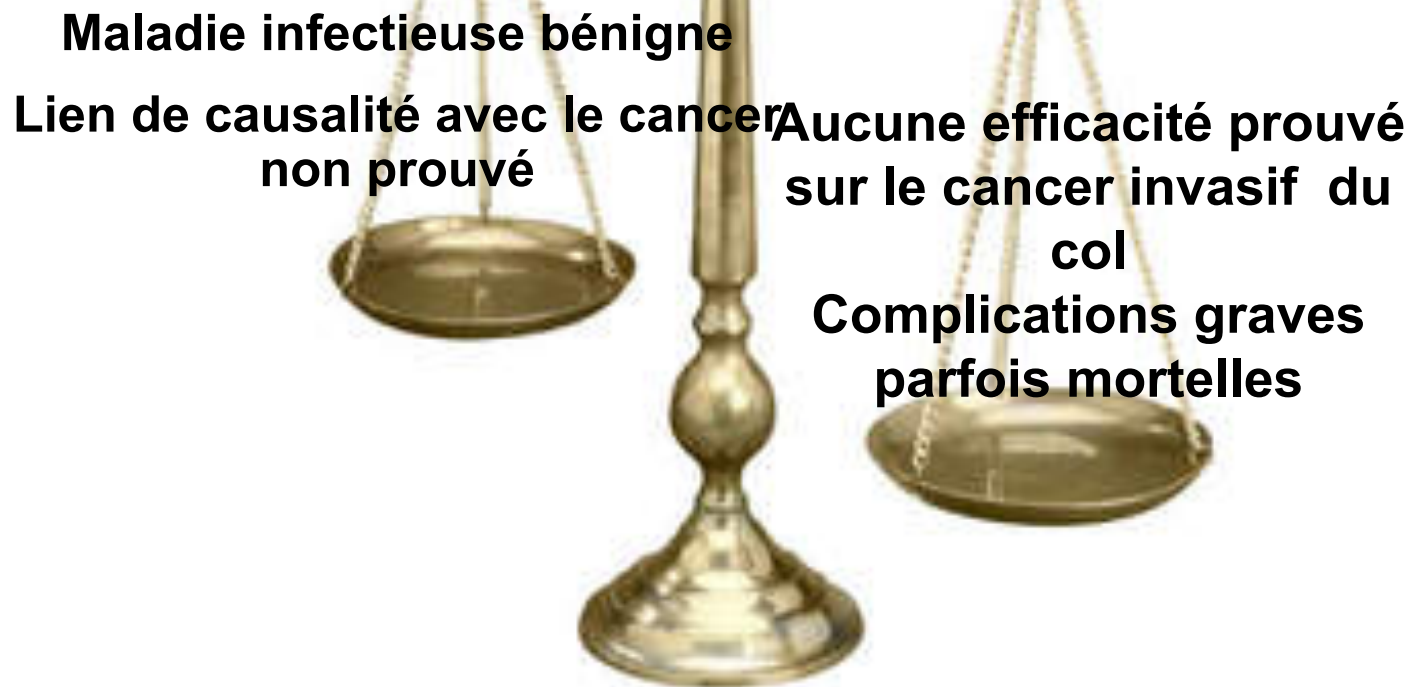 Maladie infectieuse bénigne
Lien de causalité avec le cancer
non prouvé
Aucune efficacité prouvé
sur le cancer invasif du
col
Complications graves
parfois mortelles